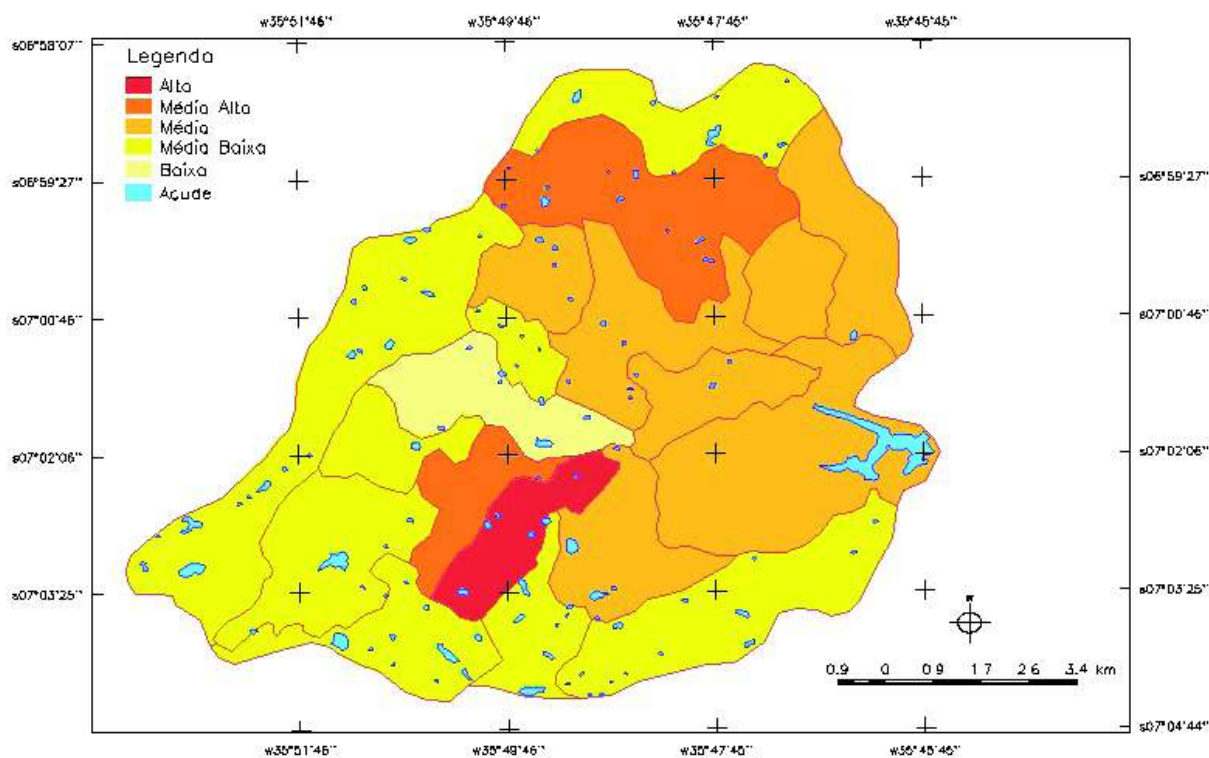 w35°51'46'' w35°49'46'' w35°47'45'' w35°45'45''
s06°58'07''
Legenda
Alta
Média Alta
Média
Média Baixa
Baixa
Açude
s06°59'27'' s06°59'27''
s07°00'46'' s07°00'46''
s07°02'06'' s07°02'06''
s07°03'25'' s07°03'25''
0.9 0 0.9 1.7 2.6 3.4 km
s07°04'44''
w35°51'46'' w35°49'46'' w35°47'46'' w35°45'46''